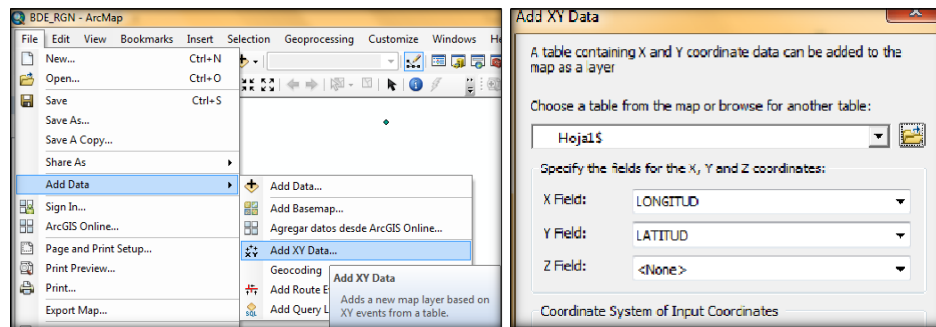 BDE_RGN - ArcMap
File Edit View Bookmarks Insert Selection Geoprocessing Customize Windows
New... Ctrl+N
Open... Ctrl+O
Save Ctrl+S
Save As...
Save A Copy...
Share As
Add Data
Sign In...
ArcGIS Online...
Page and Print Setup...
Print Preview...
Print...
Export Map...
Add Data...
Add Basemap...
Agregar datos desde ArcGIS Online...
Add XY Data...
Geocoding
Add Route E
Add Query L
Add XY Data
Adds a new map layer based on
XY events from a table.
Add XY Data
A table containing X and Y coordinate data can be added to the
map as a layer
Choose a table from the map or browse for another table:
Hoja1$
Specify the fields for the X, Y and Z coordinates:
X Field: LONGITUD
Y Field: LATITUD
Z Field: <None>
Coordinate System of Input Coordinates